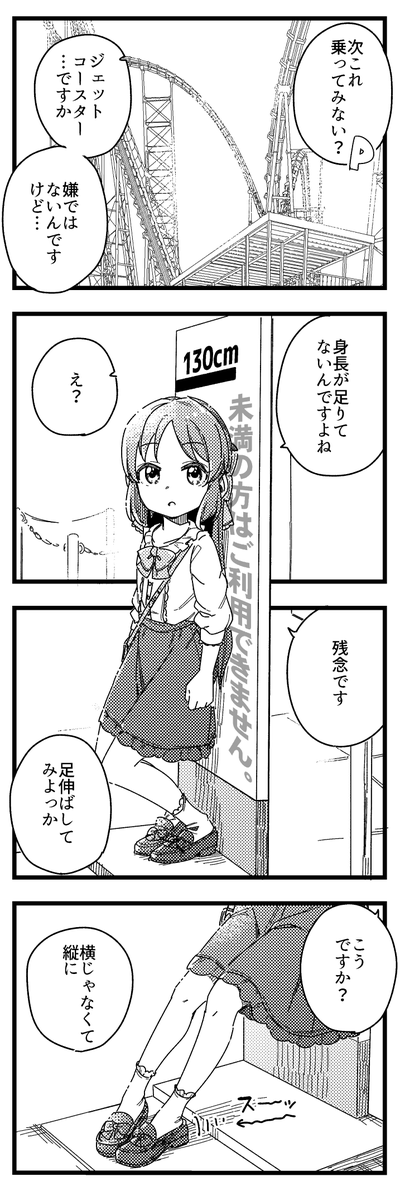 次これ
乗ってみない？
P
ジェット
コースター
…ですか
嫌では
ないんです
けど…
身長が足りて
ないんですよね
え？
130cm
未満の方はご利用できません。
残念です
足伸ばして
みよっか
こう
ですか？
横じゃなくて
縦に
スーッ